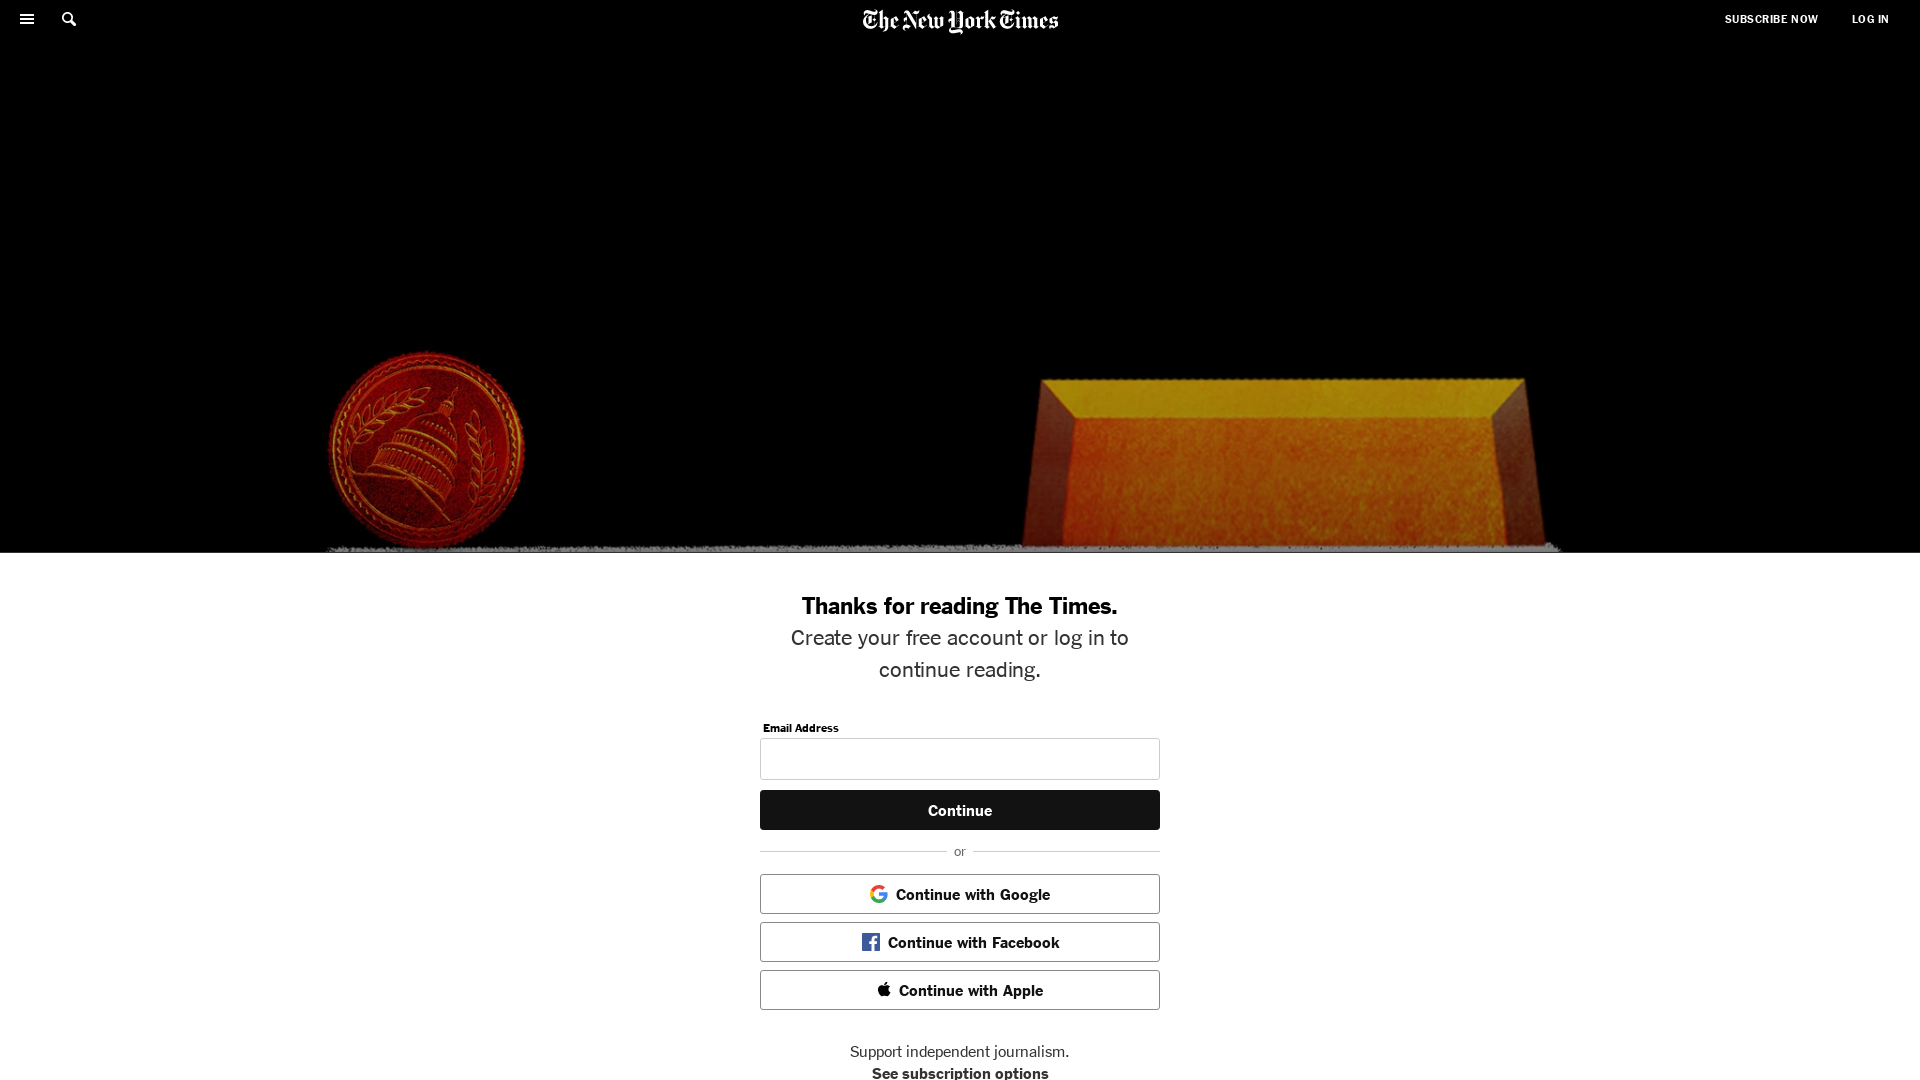 The New York Times
SUBSCRIBE NOW
LOG IN
Thanks for reading The Times.
Create your free account or log in to
continue reading.
Email Address
Continue
or
Continue with Google
Continue with Facebook
Continue with Apple
Support independent journalism.
See subscription options